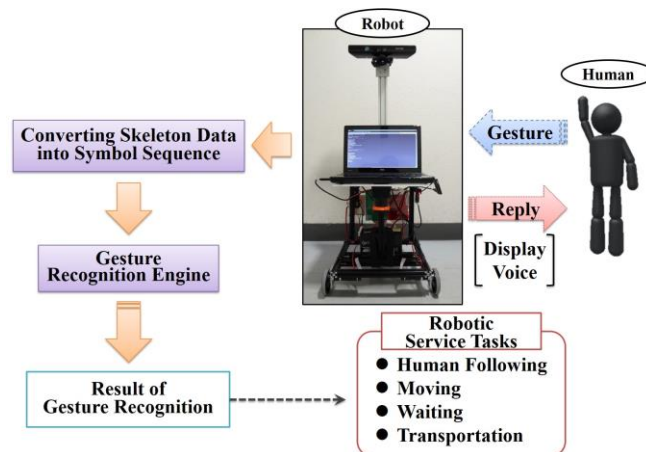 Robot
Human
Converting Skeleton Data
into Symbol Sequence
Gesture
Reply
Display
Voice
Gesture
Recognition Engine
Result of
Gesture Recognition
Robotic
Service Tasks
Human Following
Moving
Waiting
Transportation